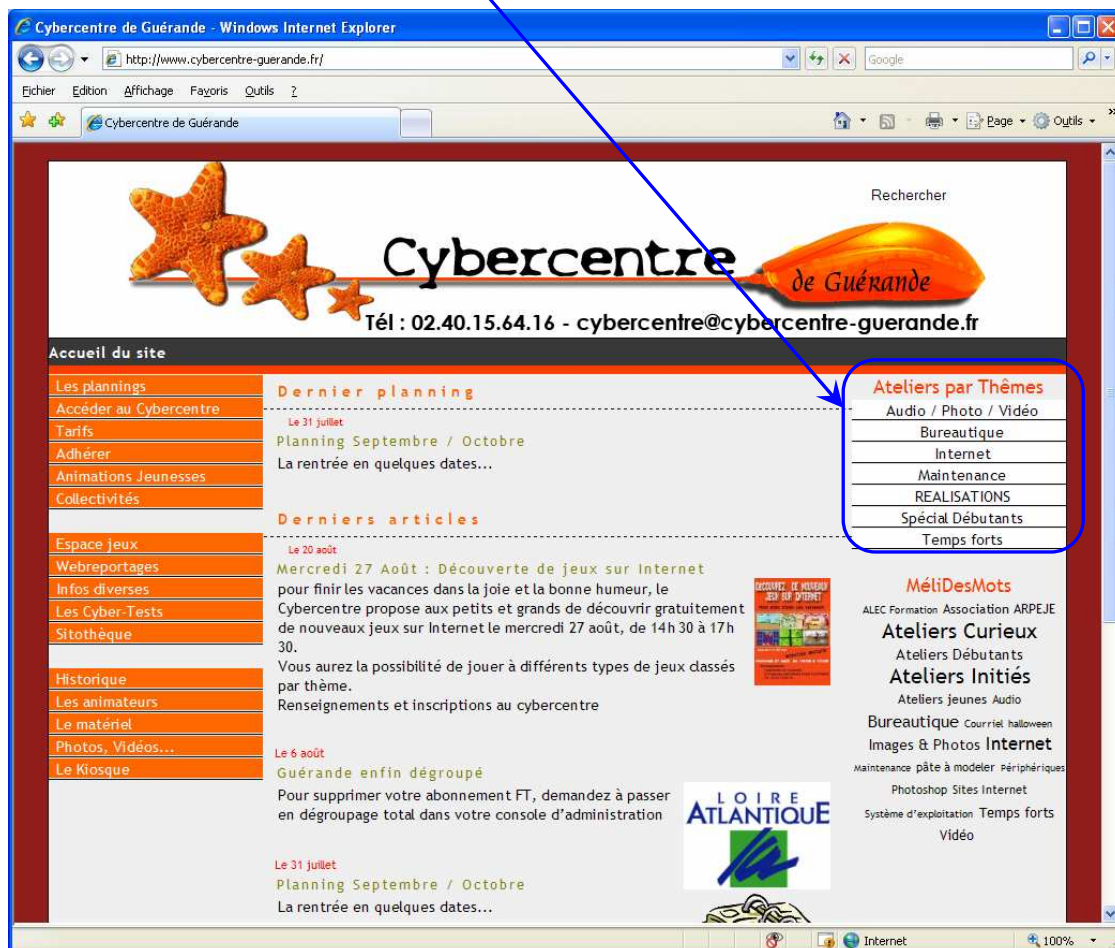 Cybercentre de Guérande - Windows Internet Explorer
http://www.cybercentre-guerande.fr/
Google
Fichier Edition Affichage Favoris Outils ?
Cybercentre de Guérande
Page
Outils
Rechercher
Cybercentre
de Guérande
Tél : 02.40.15.64.16 - cybercentre@cybercentre-guerande.fr
Accueil du site
Les plannings
Accéder au Cybercentre
Tarifs
Adhérer
Animations Jeunesses
Collectivités
Espace jeux
Webreportages
Infos diverses
Les Cyber-Tests
Sitothèque
Historique
Les animateurs
Le matériel
Photos, Vidéos...
Le Kiosque
Dernier planning
Le 31 juillet
Planning Septembre / Octobre
La rentrée en quelques dates...
Derniers articles
Le 20 août
Mercredi 27 Août : Découverte de jeux sur Internet
pour finir les vacances dans la joie et la bonne humeur, le
Cybercentre propose aux petits et grands de découvrir gratuitement
de nouveaux jeux sur Internet le mercredi 27 août, de 14h 30 à 17h
30.
Vous aurez la possibilité de jouer à différents types de jeux classés
par thème.
Renseignements et inscriptions au cybercentre
DECOUVREZ DE NOUVEAUX
JEUX SUR INTERNET
Le 6 août
Guérande enfin dégroupé
Pour supprimer votre abonnement FT, demandez à passer
en dégroupage total dans votre console d'administration
LOIRE
ATLANTIQUE
Le 31 juillet
Planning Septembre / Octobre
La rentrée en quelques dates...
Ateliers par Thêmes
Audio / Photo / Vidéo
Bureautique
Internet
Maintenance
REALISATIONS
Spécial Débutants
Temps forts
MéliDesMots
ALEC Formation Association ARPEJE
Ateliers Curieux
Ateliers Débutants
Ateliers Initiés
Ateliers jeunes Audio
Bureautique Courriel halloween
Images & Photos Internet
Maintenance pâte à modeler Périphériques
Photoshop Sites Internet
Système d'exploitation Temps forts
Vidéo
Internet
100%